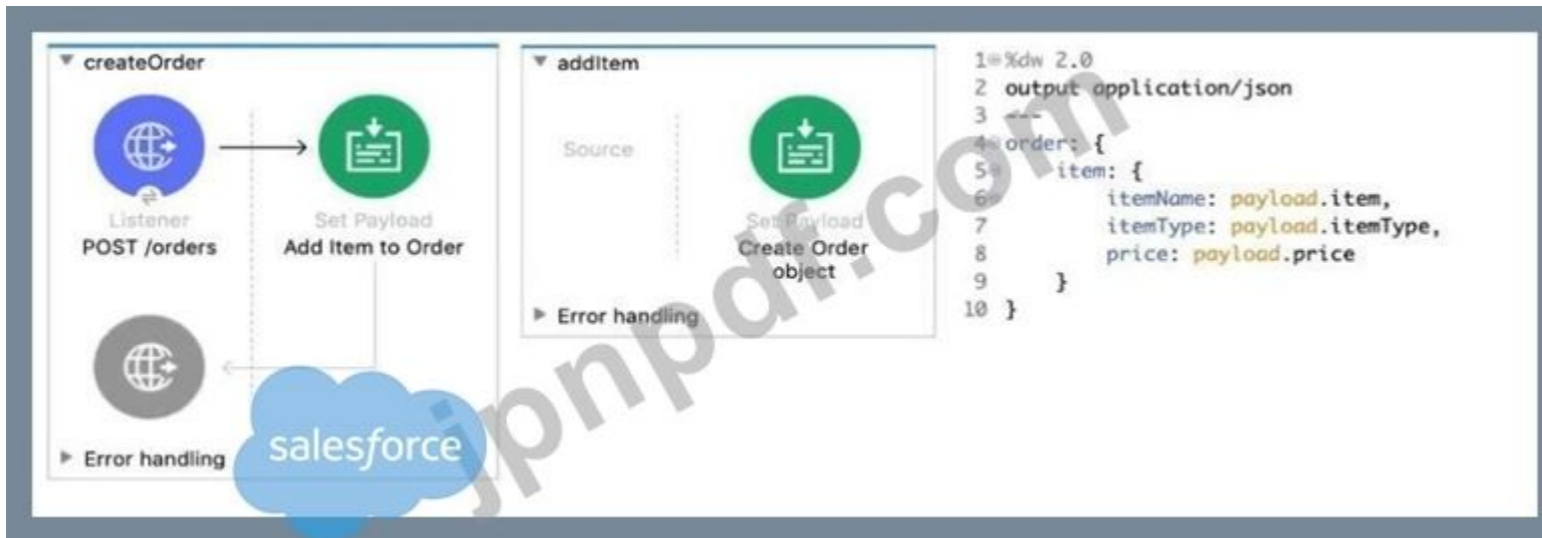 createOrder
Listener
POST /orders
Set Payload
Add Item to Order
Error handling
salesforce
addItem
Source
Set Payload
Create Order
object
Error handling
1 %dw 2.0
2 output application/json
3 ---
4 order: {
5 item: {
6 itemName: payload.item,
7 itemType: payload.itemType,
8 price: payload.price
9 }
10 }
jpnpdf.com